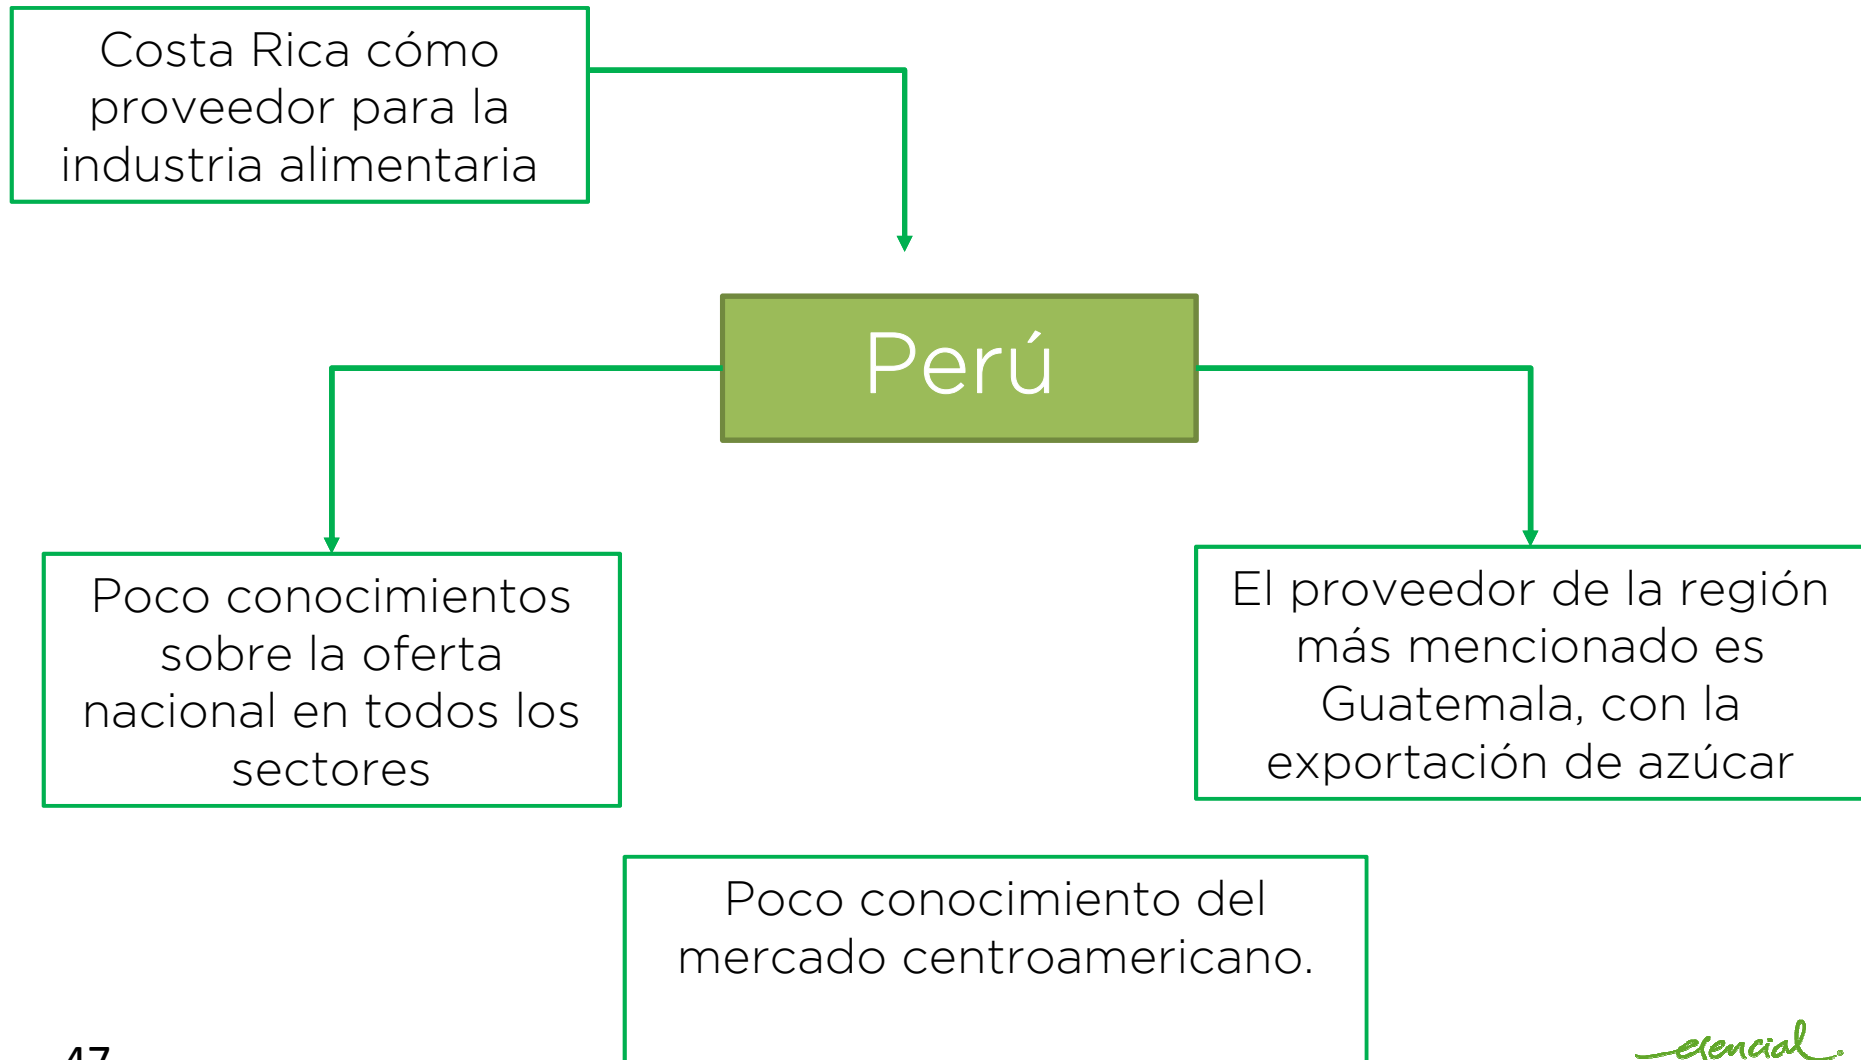 Costa Rica cómo
proveedor para la
industria alimentaria
Perú
Poco conocimientos
sobre la oferta
nacional en todos los
sectores
El proveedor de la región
más mencionado es
Guatemala, con la
exportación de azúcar
Poco conocimiento del
mercado centroamericano.
47
esencial